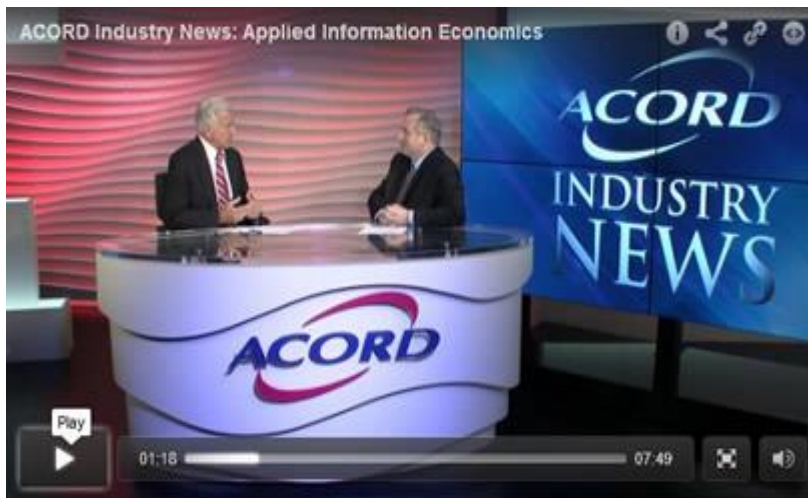 ACORD Industry News: Applied Information Economics
ACORD
INDUSTRY
NEWS
ACORD
Play
01:18
07:49